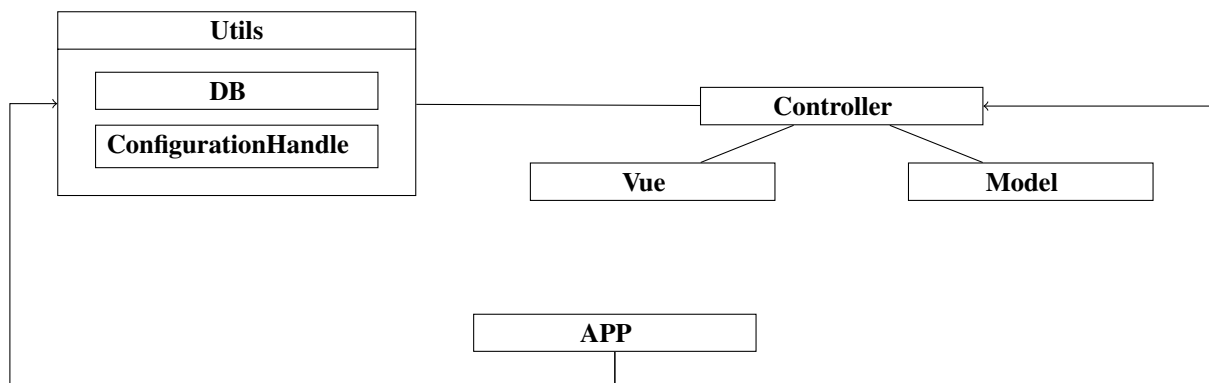 Utils
DB
ConfigurationHandle
Controller
Vue
Model
APP